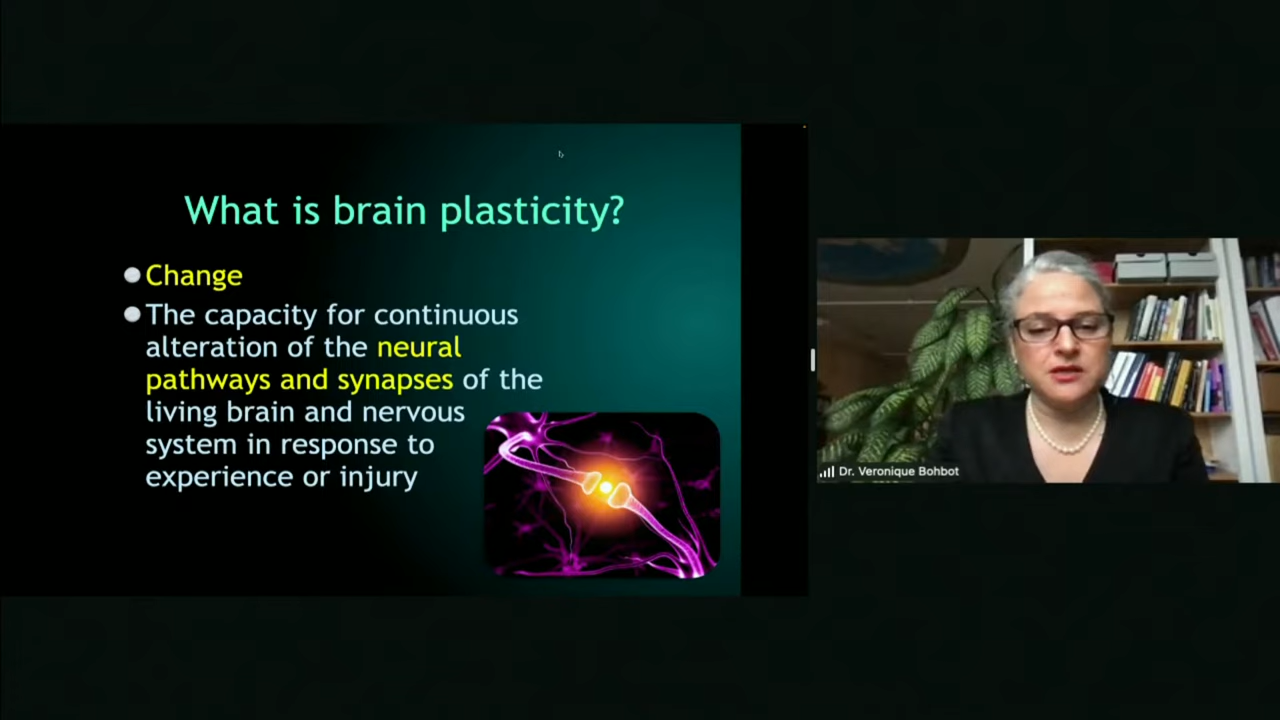 What is brain plasticity?
Change
The capacity for continuous
alteration of the neural
pathways and synapses of the
living brain and nervous
system in response to
experience or injury
Dr. Veronique Bohbot